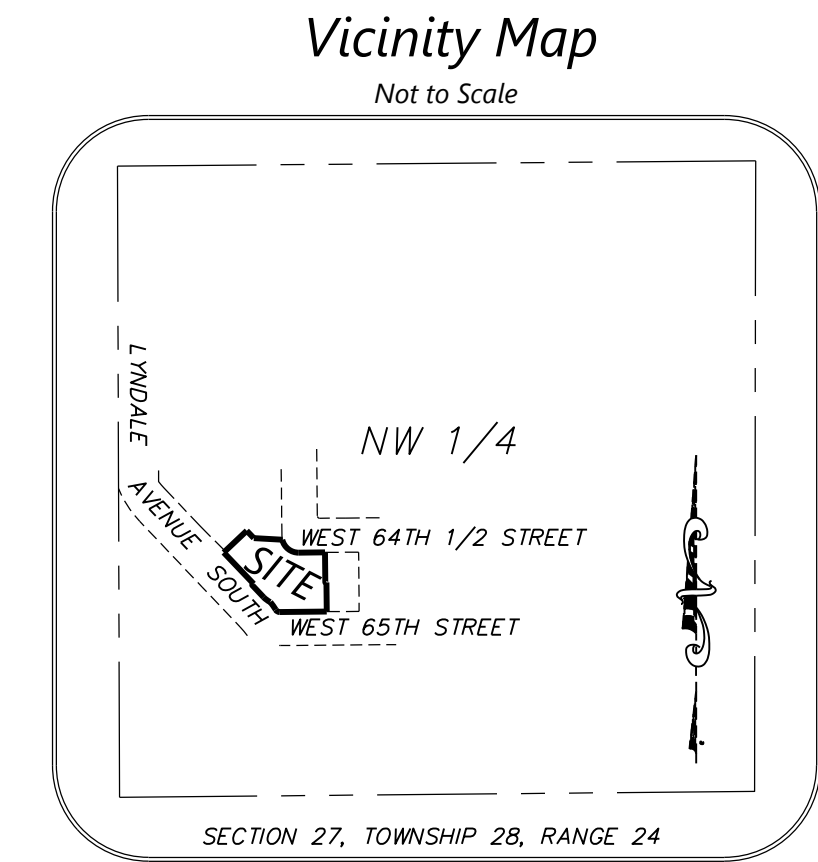 Vicinity Map
Not to Scale
LYNDALE
NW 1/4
AVENUE SOUTH
WEST 64TH 1/2 STREET
SITE
WEST 65TH STREET
SECTION 27, TOWNSHIP 28, RANGE 24